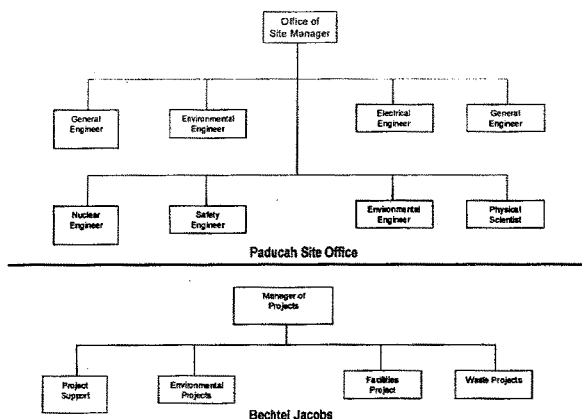 Office of
Site Manager
General
Engineer
Environmental
Engineer
Electrical
Engineer
General
Engineer
Nuclear
Engineer
Safety
Engineer
Environmental
Engineer
Physical
Scientist
Paducah Site Office
Manager of
Projects
Project
Support
Environmental
Projects
Facilities
Project
Waste Projects
Bechtel Jacobs